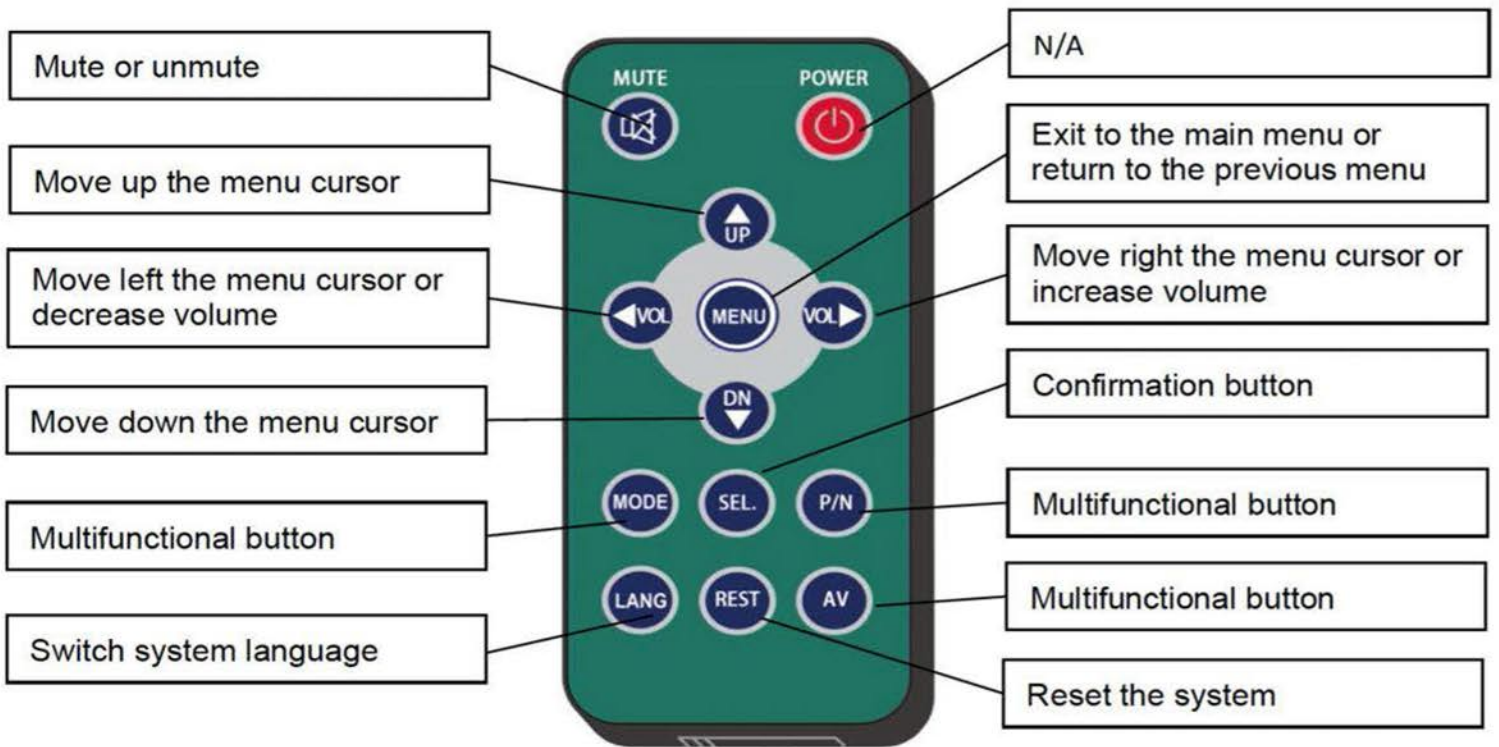 Mute or unmute
Move up the menu cursor
Move left the menu cursor or
decrease volume
Move down the menu cursor
Multifunctional button
Switch system language
MUTE
POWER
UP
VOL
MENU
VOL
DN
MODE
SEL.
P/N
LANG
REST
AV
N/A
Exit to the main menu or
return to the previous menu
Move right the menu cursor or
increase volume
Confirmation button
Multifunctional button
Multifunctional button
Reset the system